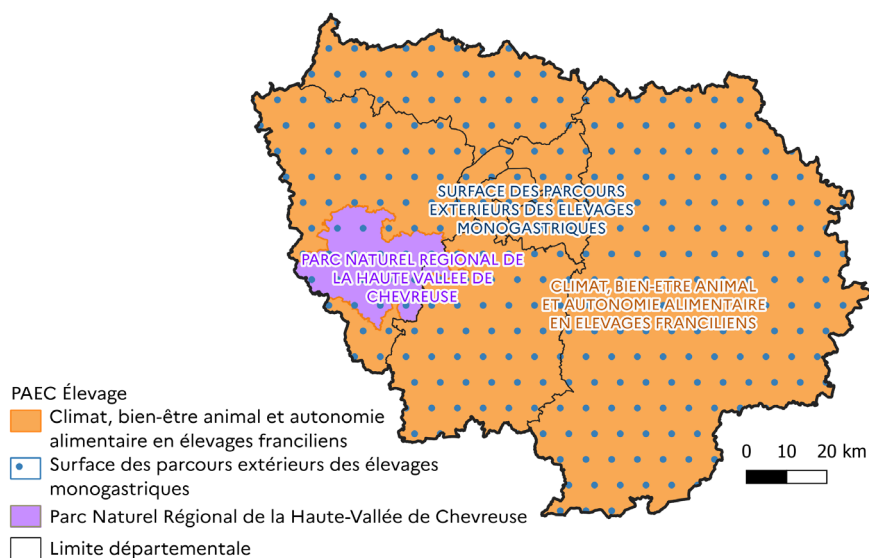 SURFACE DES PARCOURS
EXTERIEURS DES ELEVAGES
MONOGASTRIQUES
PARC NATUREL REGIONAL DE
LA HAUTE VALLEE DE
CHEVREUSE
CLIMAT, BIEN-ETRE ANIMAL
ET AUTONOMIE ALIMENTAIRE
EN ELEVAGES FRANCILIENS
PAEC Élevage
Climat, bien-être animal et autonomie
alimentaire en élevages franciliens
Surface des parcours extérieurs des élevages
monogastriques
Parc Naturel Régional de la Haute-Vallée de Chevreuse
Limite départementale
0 10 20 km